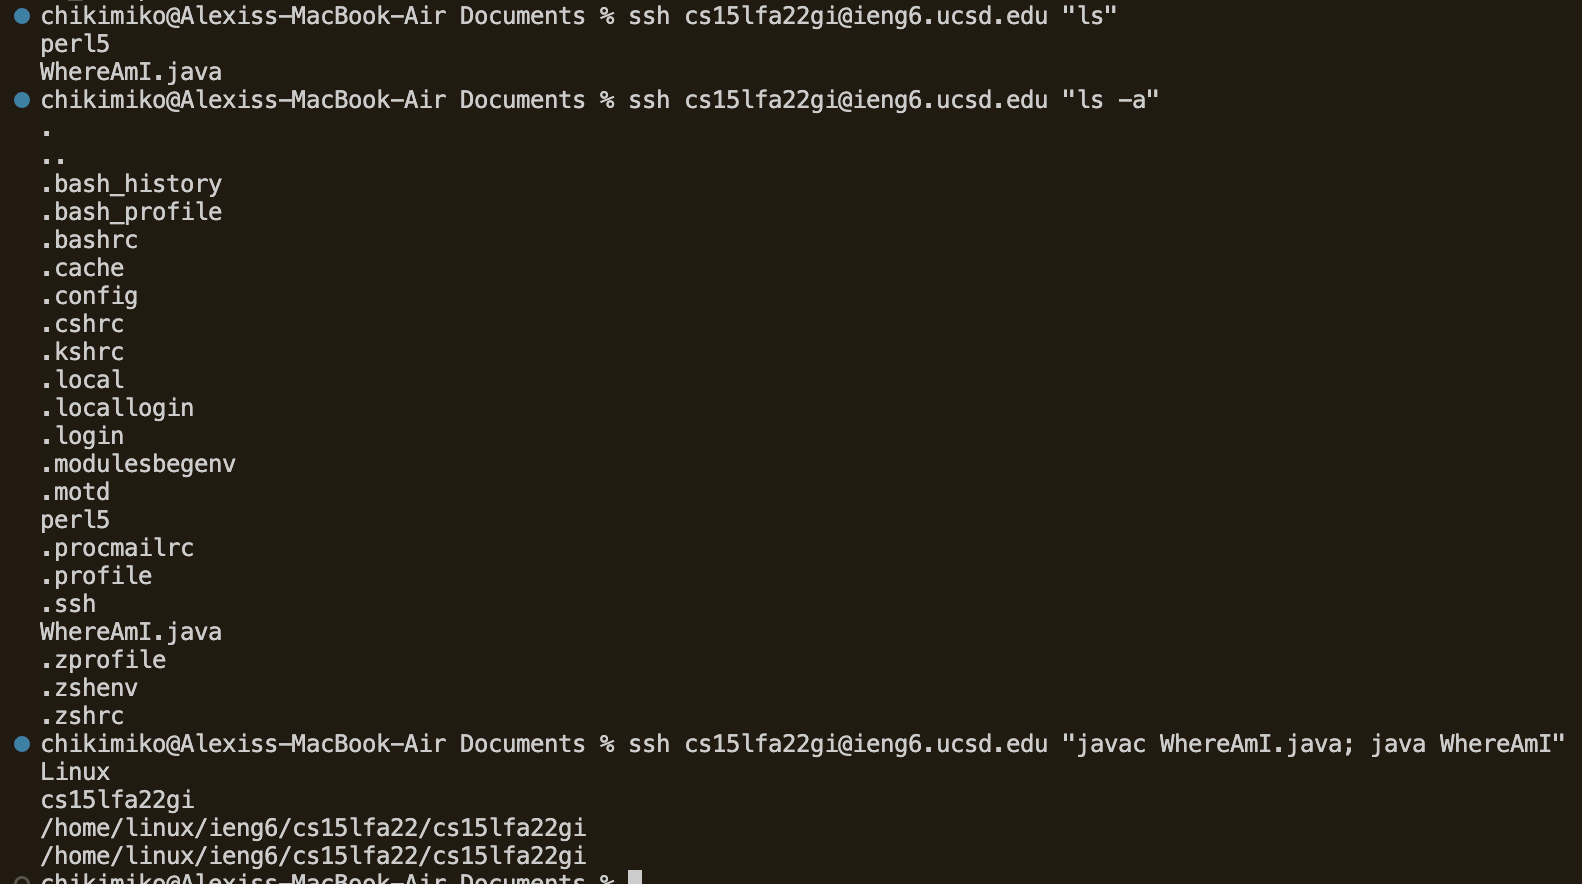 chikimiko@Alexiss-MacBook-Air Documents % ssh cs15lfa22gi@ieng6.ucsd.edu "ls"
perl5
WhereAmI.java
chikimiko@Alexiss-MacBook-Air Documents % ssh cs15lfa22gi@ieng6.ucsd.edu "ls -a"
.
..
.bash_history
.bash_profile
.bashrc
.cache
.config
.cshrc
.kshrc
.local
.locallogin
.login
.modulesbegenv
.motd
perl5
.procmailrc
.profile
.ssh
WhereAmI.java
.zprofile
.zshenv
.zshrc
chikimiko@Alexiss-MacBook-Air Documents % ssh cs15lfa22gi@ieng6.ucsd.edu "javac WhereAmI.java; java WhereAmI"
Linux
cs15lfa22gi
/home/linux/ieng6/cs15lfa22/cs15lfa22gi
/home/linux/ieng6/cs15lfa22/cs15lfa22gi
chikimiko@Alexiss-MacBook-Air Documents %